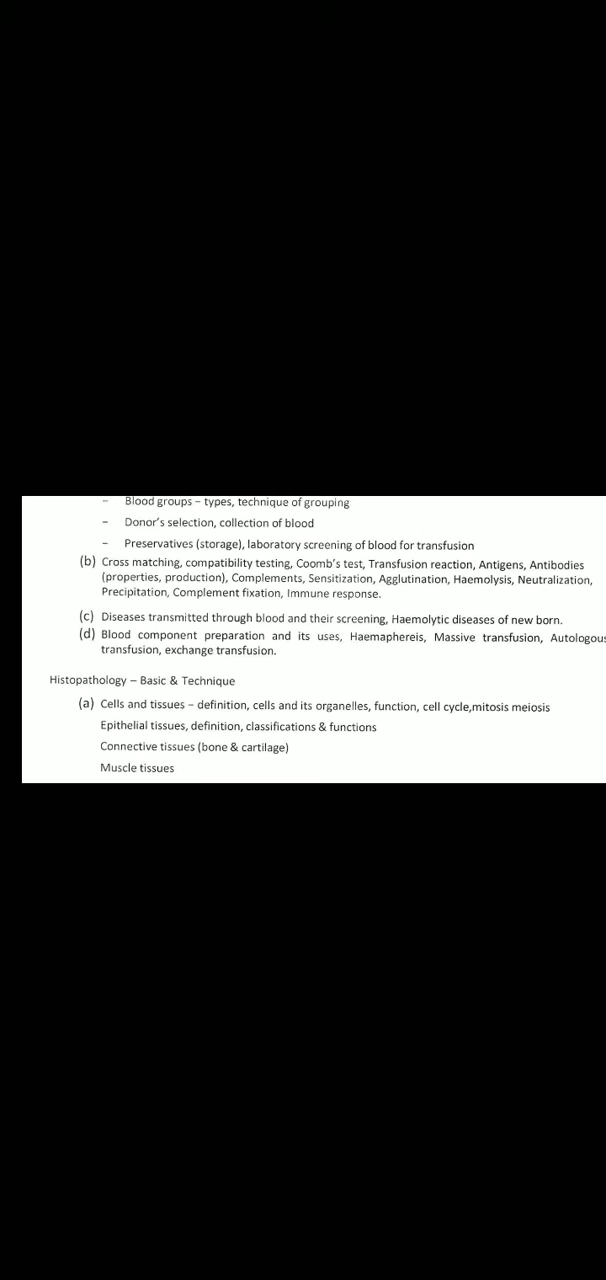 – Blood groups – types, technique of grouping
– Donor's selection, collection of blood
– Preservatives (storage), laboratory screening of blood for transfusion
(b) Cross matching, compatibility testing, Coomb's test, Transfusion reaction, Antigens, Antibodies
(properties, production), Complements, Sensitization, Agglutination, Haemolysis, Neutralization,
Precipitation, Complement fixation, Immune response.
(c) Diseases transmitted through blood and their screening, Haemolytic diseases of new born.
(d) Blood component preparation and its uses, Haemaphereis, Massive transfusion, Autologous
transfusion, exchange transfusion.
Histopathology – Basic & Technique
(a) Cells and tissues – definition, cells and its organelles, function, cell cycle,mitosis meiosis
Epithelial tissues, definition, classifications & functions
Connective tissues (bone & cartilage)
Muscle tissues